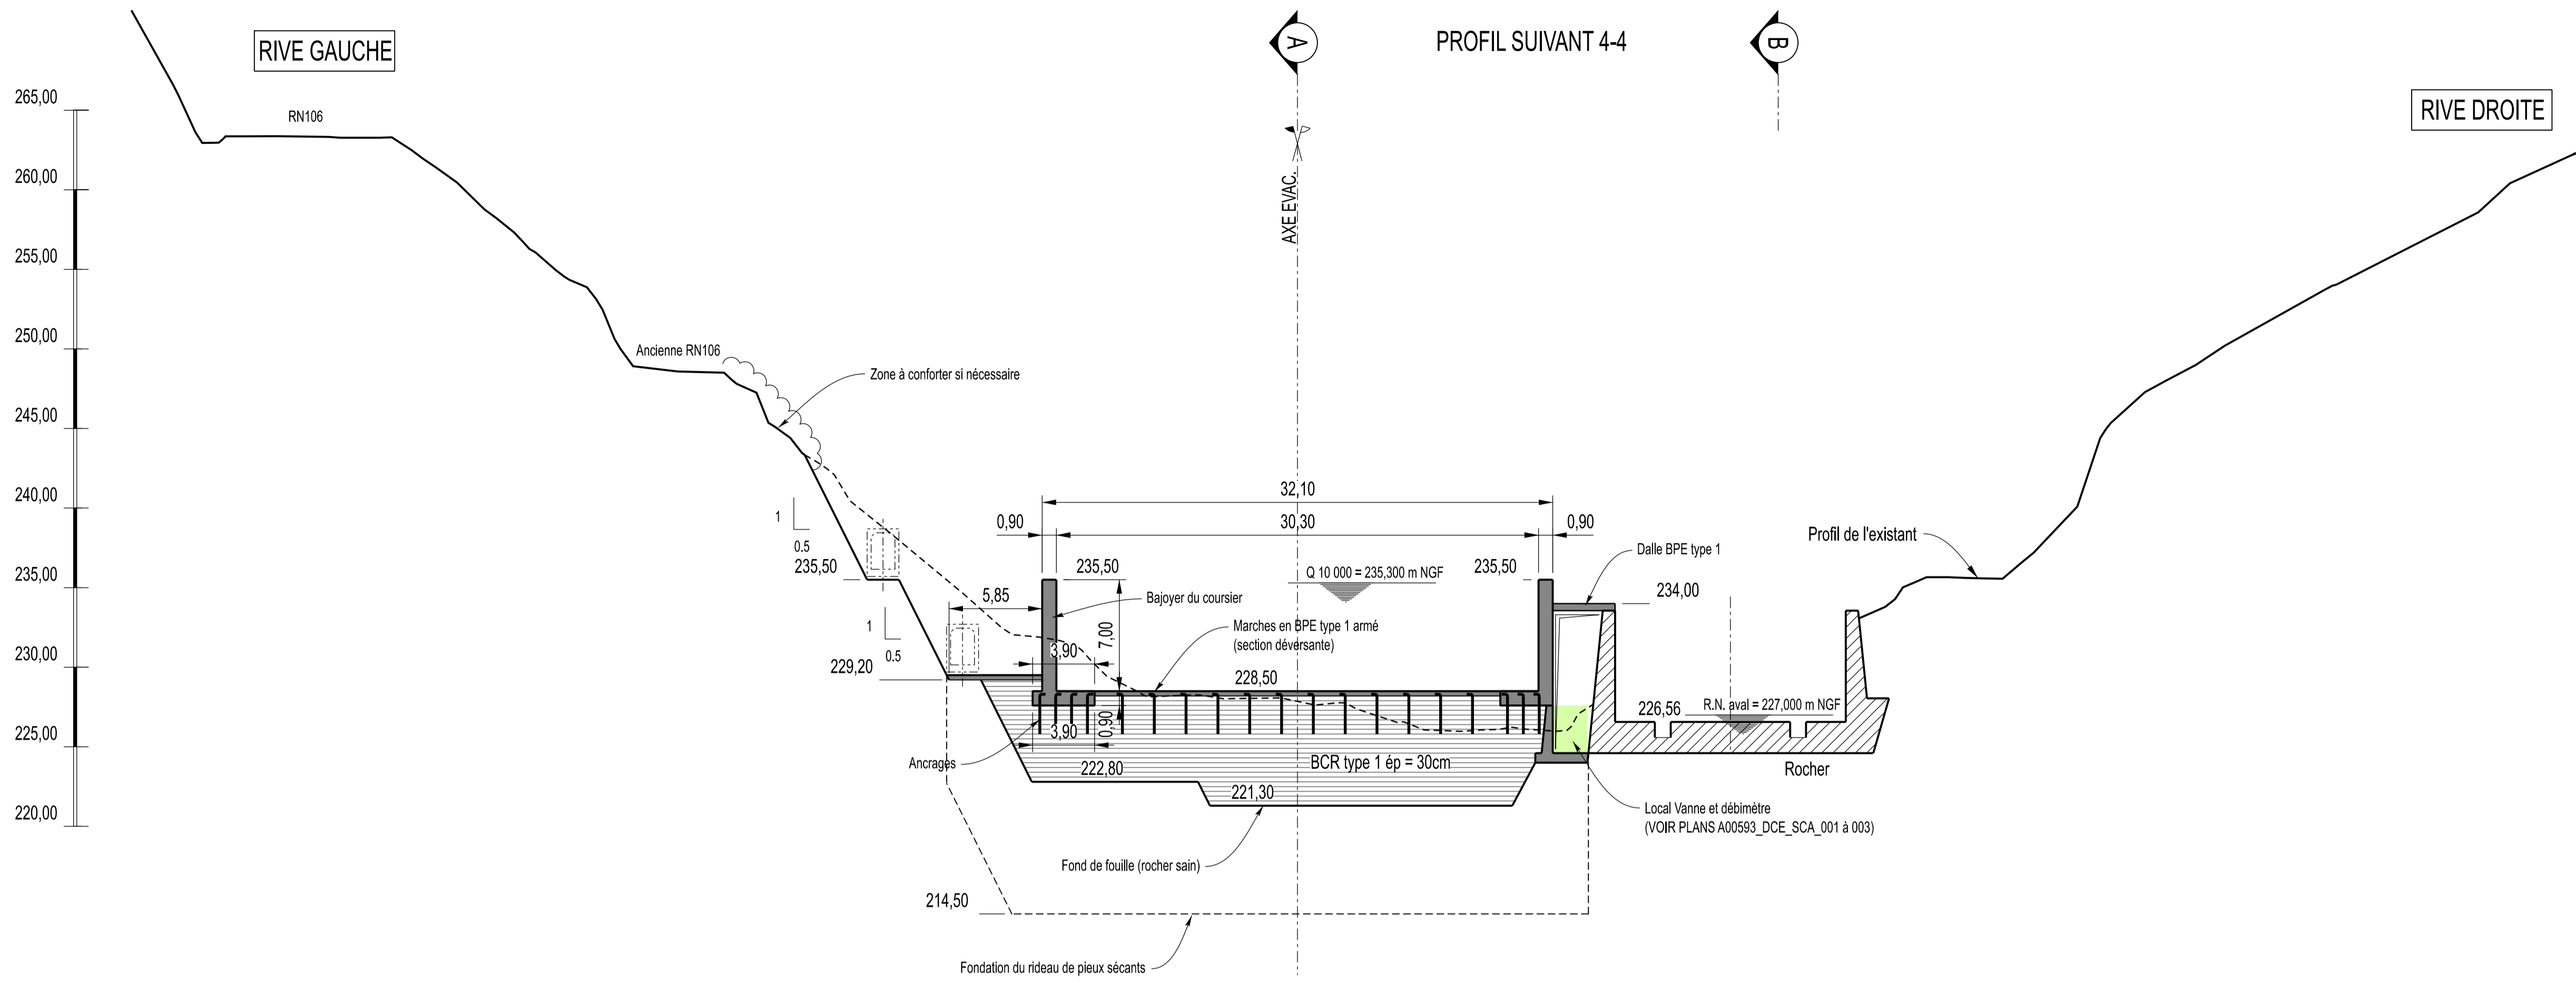 RIVE GAUCHE
A
PROFIL SUIVANT 4-4
B
RIVE DROITE
265,00
RN106
260,00
AXE EVAC.
255,00
250,00
Ancienne RN106
Zone à conforter si nécessaire
245,00
240,00
32,10
1
0.5
0,90
30,30
0,90
Profil de l'existant
Dalle BPE type 1
235,00
235,50
235,50
Q 10 000 = 235,300 m NGF
235,50
5,85
Bajoyer du coursier
234,00
1
0.5
7,00
Marches en BPE type 1 armé
(section déversante)
230,00
229,20
3,90
228,50
226,56
R.N. aval = 227,000 m NGF
225,00
3,90
0,90
Ancrages
222,80
BCR type 1 ép = 30cm
Rocher
221,30
220,00
Local Vanne et débimètre
(VOIR PLANS A00593_DCE_SCA_001 à 003)
Fond de fouille (rocher sain)
214,50
Fondation du rideau de pieux sécants